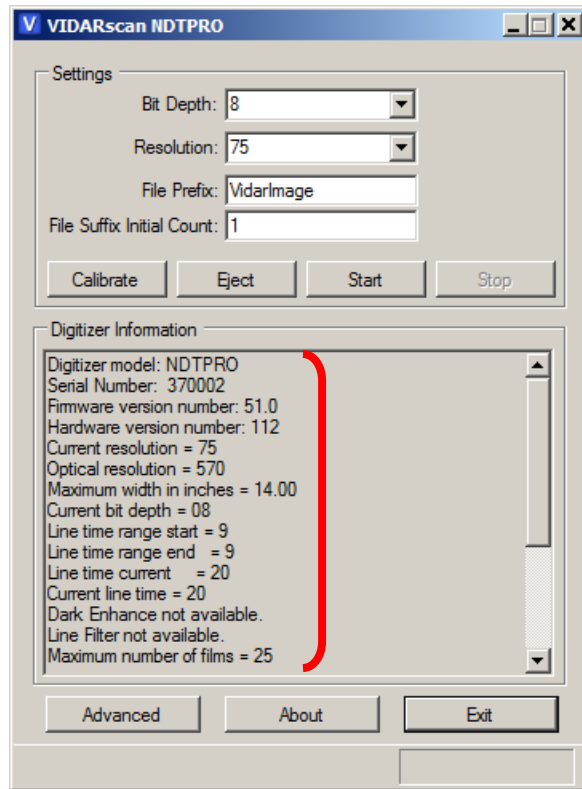 V VIDARscan NDTPRO
Settings
Bit Depth: 8
Resolution: 75
File Prefix: VidarImage
File Suffix Initial Count: 1
Calibrate Eject Start Stop
Digitizer Information
Digitizer model: NDTPRO
Serial Number: 370002
Firmware version number: 51.0
Hardware version number: 112
Current resolution = 75
Optical resolution = 570
Maximum width in inches = 14.00
Current bit depth = 08
Line time range start = 9
Line time range end = 9
Line time current = 20
Current line time = 20
Dark Enhance not available.
Line Filter not available.
Maximum number of films = 25
Advanced About Exit